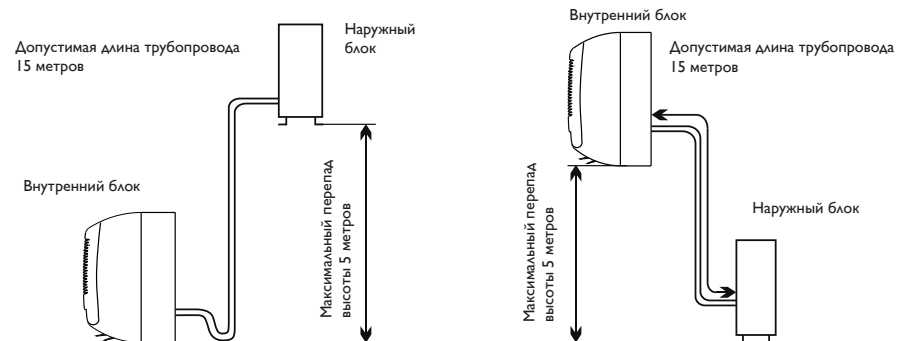 Допустимая длина трубопровода
15 метров
Наружный
блок
Внутренний блок
Максимальный перепад
высоты 5 метров
Внутренний блок
Допустимая длина трубопровода
15 метров
Максимальный перепад
высоты 5 метров
Наружный блок